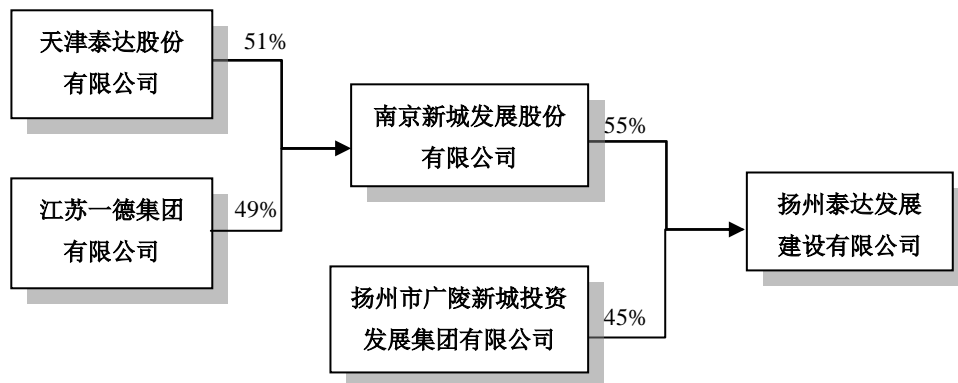 天津泰达股份
有限公司
51%
江苏一德集团
有限公司
49%
南京新城发展股份
有限公司
55%
扬州市广陵新城投资
发展集团有限公司
45%
扬州泰达发展
建设有限公司